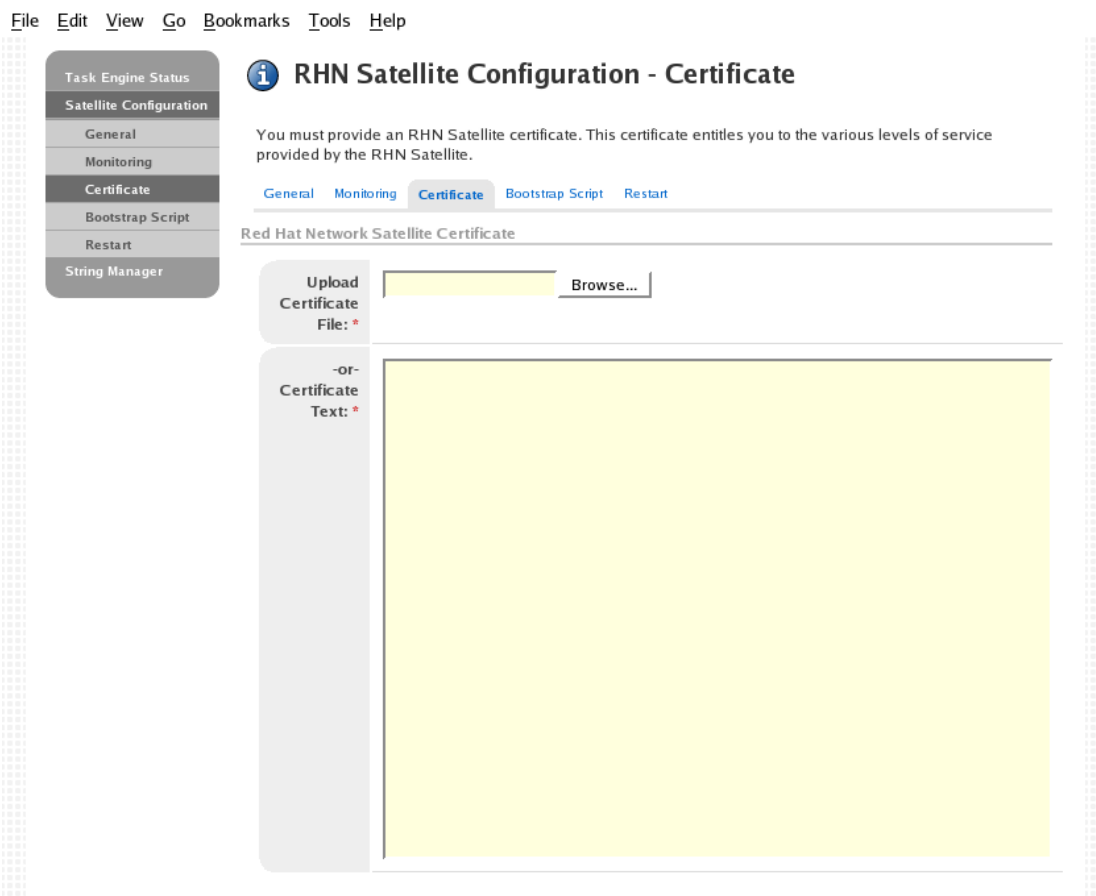 File Edit View Go Bookmarks Tools Help
Task Engine Status
Satellite Configuration
General
Monitoring
Certificate
Bootstrap Script
Restart
String Manager
RHN Satellite Configuration - Certificate
You must provide an RHN Satellite certificate. This certificate entitles you to the various levels of service
provided by the RHN Satellite.
General Monitoring Certificate Bootstrap Script Restart
Red Hat Network Satellite Certificate
Upload
Certificate
File: *
Browse...
-or-
Certificate
Text: *